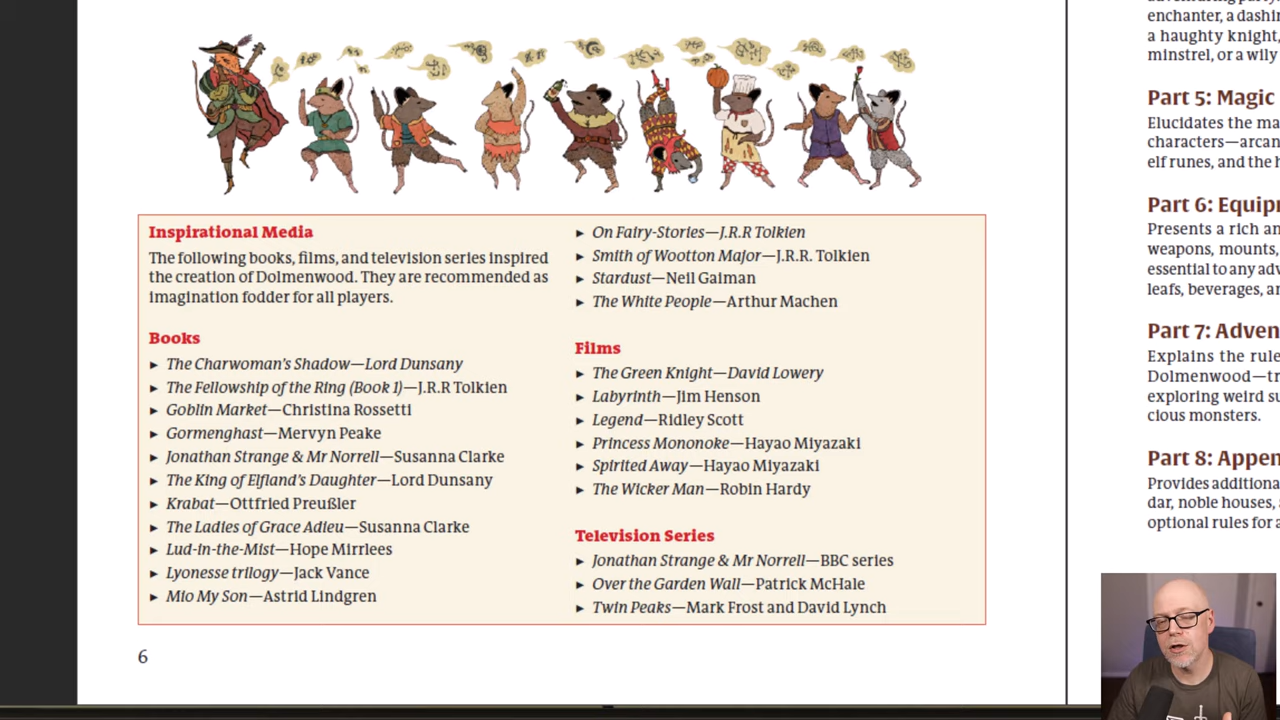 Inspirational Media
The following books, films, and television series inspired
the creation of Dolmenwood. They are recommended as
imagination fodder for all players.
Books
► The Charwoman's Shadow—Lord Dunsany
► The Fellowship of the Ring (Book 1)—J.R.R Tolkien
► Goblin Market—Christina Rossetti
► Gormenghast—Mervyn Peake
► Jonathan Strange & Mr Norrell—Susanna Clarke
► The King of Elfland's Daughter—Lord Dunsany
► Krabat—Ottfried Preußler
► The Ladies of Grace Adieu—Susanna Clarke
► Lud-in-the-Mist—Hope Mirrlees
► Lyonesse trilogy—Jack Vance
► Mio My Son—Astrid Lindgren
► On Fairy-Stories—J.R.R Tolkien
► Smith of Wootton Major—J.R.R. Tolkien
► Stardust—Neil Gaiman
► The White People—Arthur Machen
Films
► The Green Knight—David Lowery
► Labyrinth—Jim Henson
► Legend—Ridley Scott
► Princess Mononoke—Hayao Miyazaki
► Spirited Away—Hayao Miyazaki
► The Wicker Man—Robin Hardy
Television Series
► Jonathan Strange & Mr Norrell—BBC series
► Over the Garden Wall—Patrick McHale
► Twin Peaks—Mark Frost and David Lynch
6
enchanter, a dashi
a haughty knight,
minstrel, or a wily
Part 5: Magic
Elucidates the ma
characters—arcan
elf runes, and the h
Part 6: Equip
Presents a rich an
weapons, mounts,
essential to any adv
leafs, beverages, a
Part 7: Adven
Explains the rule
Dolmenwood—tr
exploring weird su
cious monsters.
Part 8: Appen
Provides additiona
dar, noble houses,
optional rules for a